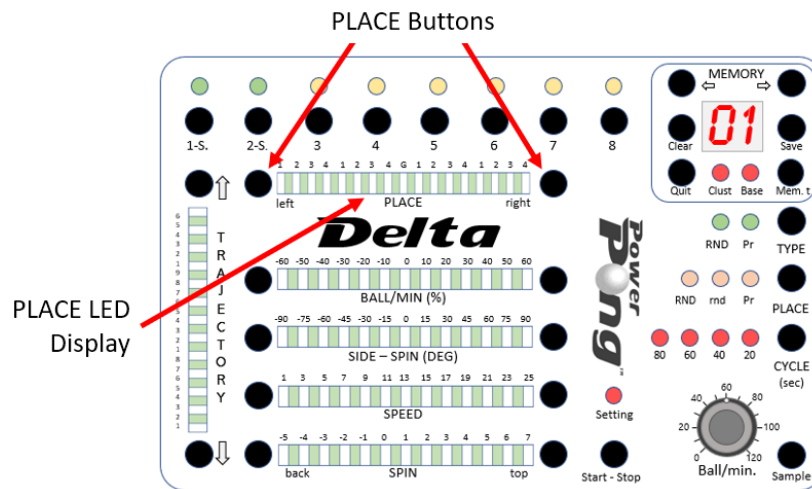 PLACE Buttons
MEMORY
01
1-S.
2-S.
3
4
5
6
7
8
Clear
Save
Quit
Clust
Base
Mem. t
1 2 3 4 1 2 3 4 G 1 2 3 4 1 2 3 4
left
PLACE
right
TRAJECTORY
Delta
Power Pong™
RND
Pr
TYPE
-60 -50 -40 -30 -20 -10 0 10 20 30 40 50 60
BALL/MIN (%)
RND
rnd
Pr
PLACE
PLACE LED
Display
-90 -75 -60 -45 -30 -15 0 15 30 45 60 75 90
SIDE – SPIN (DEG)
80
60
40
20
CYCLE
(sec)
1 3 5 7 9 11 13 15 17 19 21 23 25
SPEED
Setting
0 20 40 60 80 100 120
Ball/min.
-5 -4 -3 -2 -1 0 1 2 3 4 5 6 7
back
SPIN
top
Start - Stop
Sample